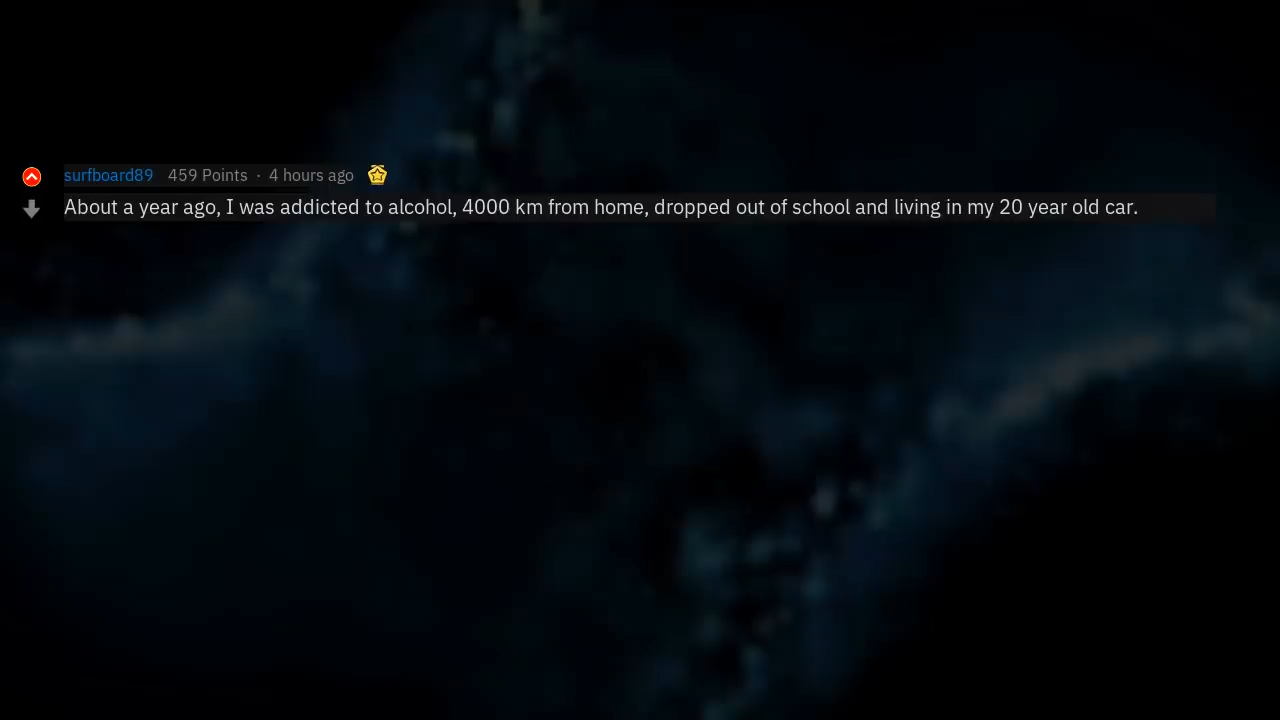 surfboard89 459 Points · 4 hours ago
About a year ago, I was addicted to alcohol, 4000 km from home, dropped out of school and living in my 20 year old car.